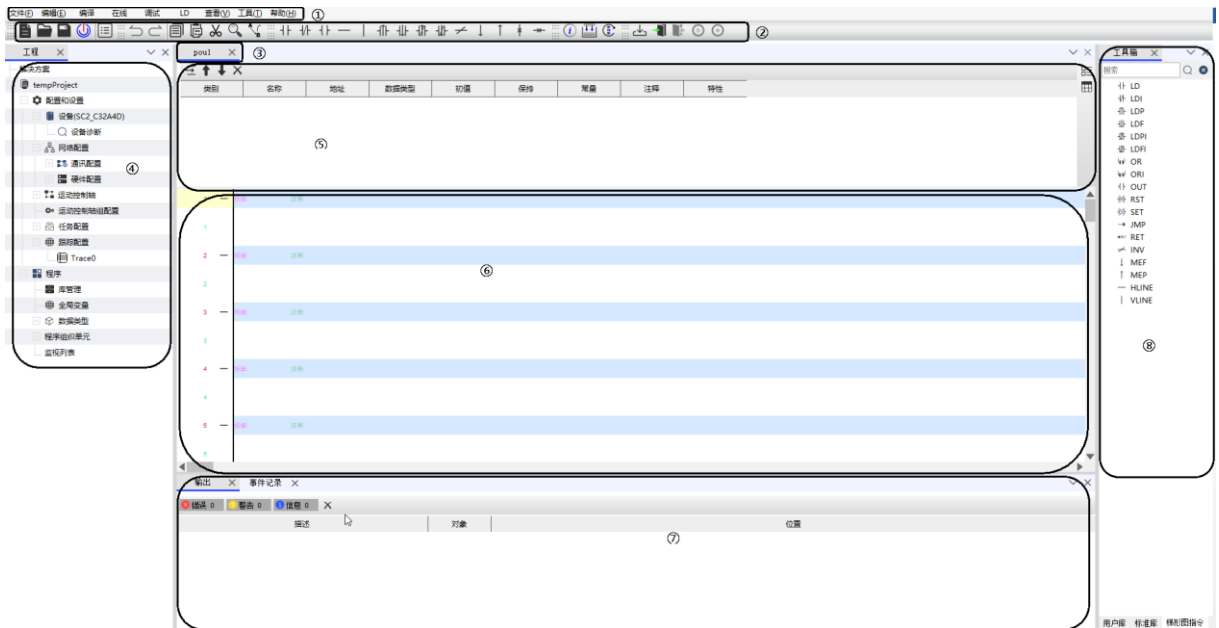 文件(F) 编辑(E) 编译 在线 调试 LD 查看(V) 工具(T) 帮助(H) ①
②
工程
解决方案
tempProject
配置和设置
设备(SC2_C32A4D)
设备诊断
网络配置
通讯配置
硬件配置
④
运动控制轴
运动控制轴组配置
任务配置
跟踪配置
Trace0
程序
库管理
全局变量
数据类型
程序组织单元
监视列表
pou1 ③
类别 名称 地址 数据类型 初值 保持 常量 注释 特性
⑤
1
2
⑥
2
3
3
4
4
5
5
输出 事件记录
错误 0 警告 0 信息 0
描述 对象 位置
⑦
工具箱
搜索
LD
LDI
LDP
LDF
LDPI
LDFI
OR
ORI
OUT
RST
SET
JMP
RET
INV
MEF
MEP
HLINE
VLINE
⑧
用户库 标准库 梯形图指令